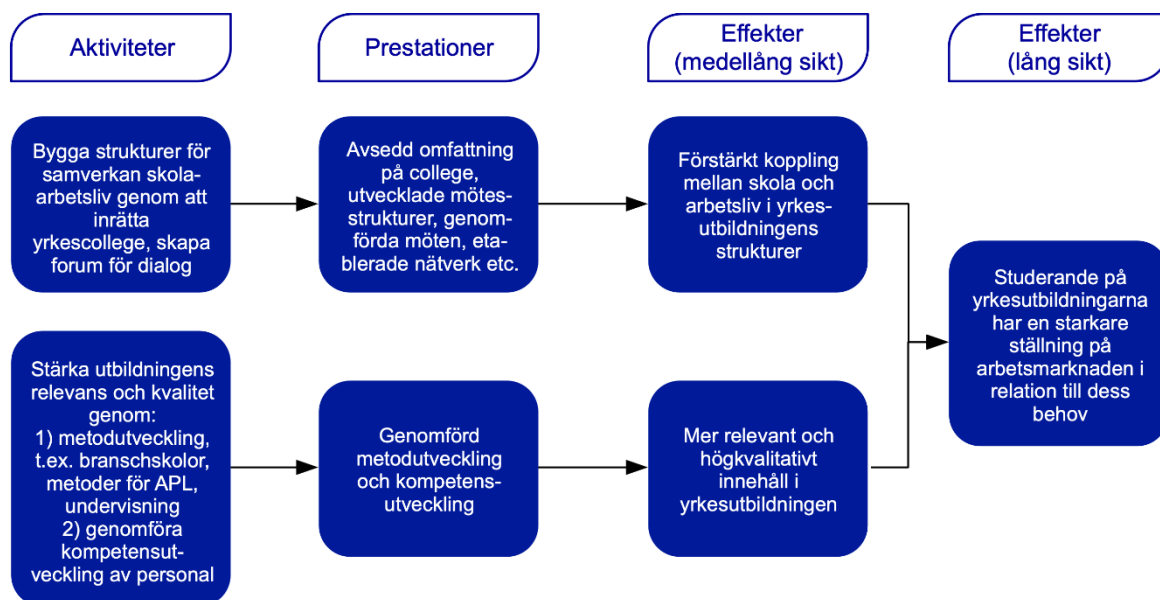 Aktiviteter
Prestationer
Effekter
(medellång sikt)
Effekter
(lång sikt)
Bygga strukturer för
samverkan skola-
arbetsliv genom att
inrätta
yrkescollege, skapa
forum för dialog
Avsedd omfattning
på college,
utvecklade mötes-
strukturer, genom-
förda möten, eta-
blerade nätverk etc.
Förstärkt koppling
mellan skola och
arbetsliv i yrkes-
utbildningens
strukturer
Studerande på
yrkesutbildningarna
har en starkare
ställning på
arbetsmarknaden i
relation till dess
behov
Stärka utbildningens
relevans och kvalitet
genom:
1) metodutveckling,
t.ex. branschskolor,
metoder för APL,
undervisning
2) genomföra
kompetensut-
veckling av personal
Genomförd
metodutveckling
och kompetens-
utveckling
Mer relevant och
högkvalitativt
innehåll i
yrkesutbildningen